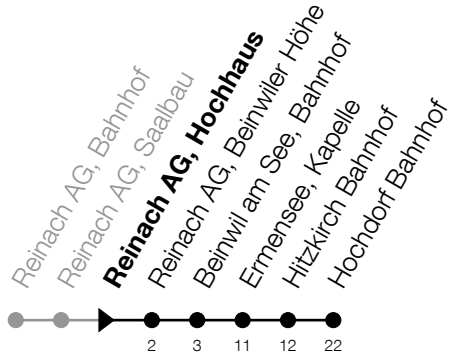 Reinach AG, Bahnhof
Reinach AG, Saalbau
Reinach AG, Hochhaus
Reinach AG, Beinwiler Höhe
Beinwil am See, Bahnhof
Ermensee, Kapelle
Hitzkirch Bahnhof
Hochdorf Bahnhof
2 3 11 12 22